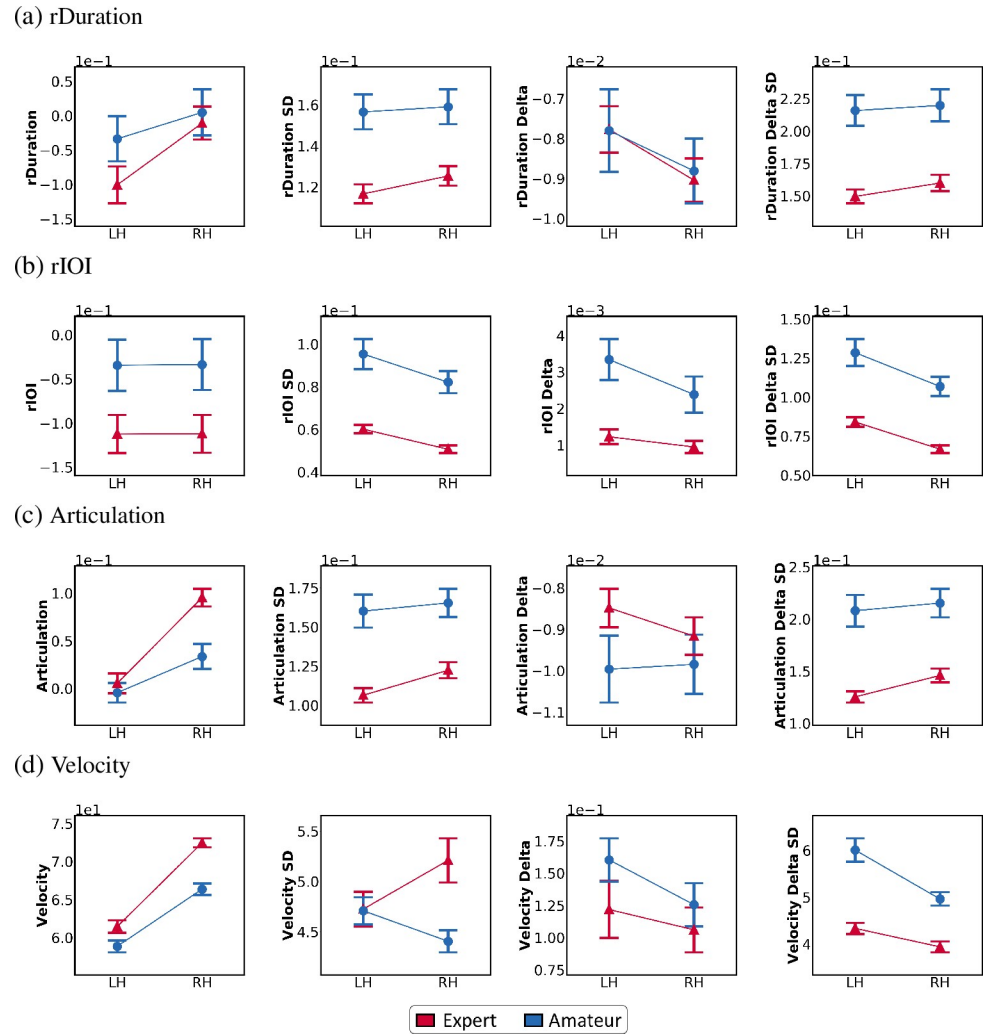 (a) rDuration
1e−1
rDuration
0.5
0.0
−0.5
−1.0
−1.5
LH RH
1e−1
rDuration SD
1.6
1.4
1.2
LH RH
1e−2
rDuration Delta
−0.7
−0.8
−0.9
−1.0
LH RH
1e−1
rDuration Delta SD
2.25
2.00
1.75
1.50
LH RH
(b) rIOI
1e−1
rIOI
0.0
−0.5
−1.0
−1.5
LH RH
1e−1
rIOI SD
1.0
0.8
0.6
0.4
LH RH
1e−3
rIOI Delta
4
3
2
1
LH RH
1e−1
rIOI Delta SD
1.50
1.25
1.00
0.75
0.50
LH RH
(c) Articulation
1e−1
Articulation
1.0
0.5
0.0
LH RH
1e−1
Articulation SD
1.75
1.50
1.25
1.00
LH RH
1e−2
Articulation Delta
−0.8
−0.9
−1.0
−1.1
LH RH
1e−1
Articulation Delta SD
2.5
2.0
1.5
1.0
LH RH
(d) Velocity
1e1
Velocity
7.5
7.0
6.5
6.0
LH RH
Velocity SD
5.5
5.0
4.5
LH RH
1e−1
Velocity Delta
1.75
1.50
1.25
1.00
0.75
LH RH
Velocity Delta SD
6
5
4
LH RH
Expert Amateur